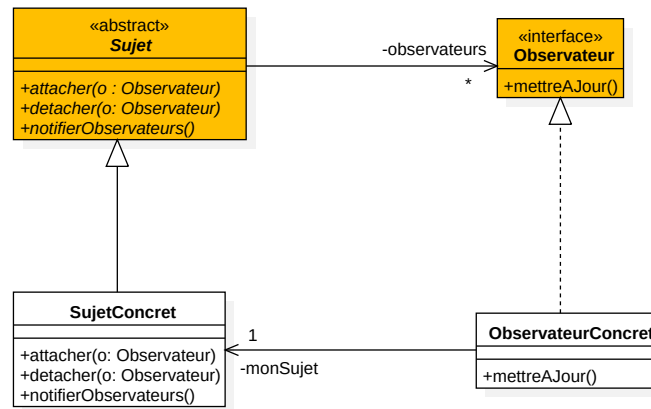 «abstract»
Sujet
+attacher(o : Observateur)
+detacher(o: Observateur)
+notifierObservateurs()
-observateurs
*
«interface»
Observateur
+mettreAJour()
SujetConcret
+attacher(o: Observateur)
+detacher(o: Observateur)
+notifierObservateurs()
1
-monSujet
ObservateurConcret
+mettreAJour()